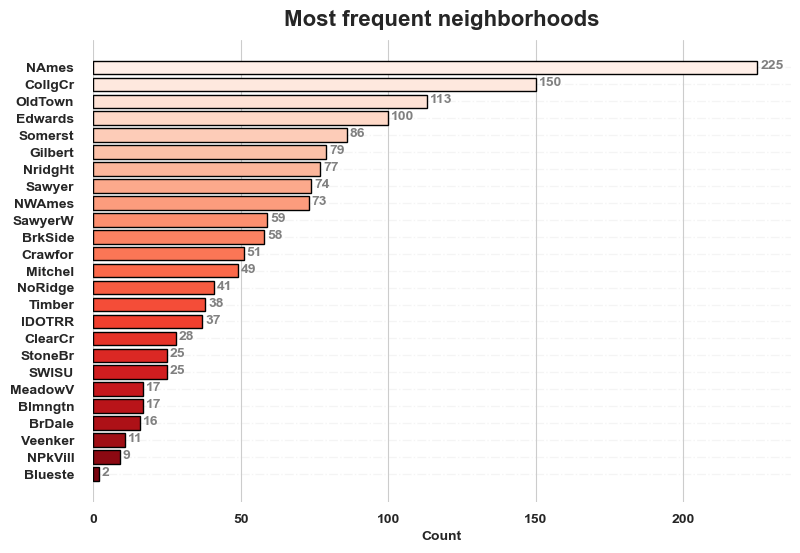 Most frequent neighborhoods
NAmes 225
CollgCr 150
OldTown 113
Edwards 100
Somerst 86
Gilbert 79
NridgHt 77
Sawyer 74
NWAmes 73
SawyerW 59
BrkSide 58
Crawfor 51
Mitchel 49
NoRidge 41
Timber 38
IDOTRR 37
ClearCr 28
StoneBr 25
SWISU 25
MeadowV 17
Blmngtn 17
BrDale 16
Veenker 11
NPkVill 9
Blueste 2
0 50 100 150 200
Count